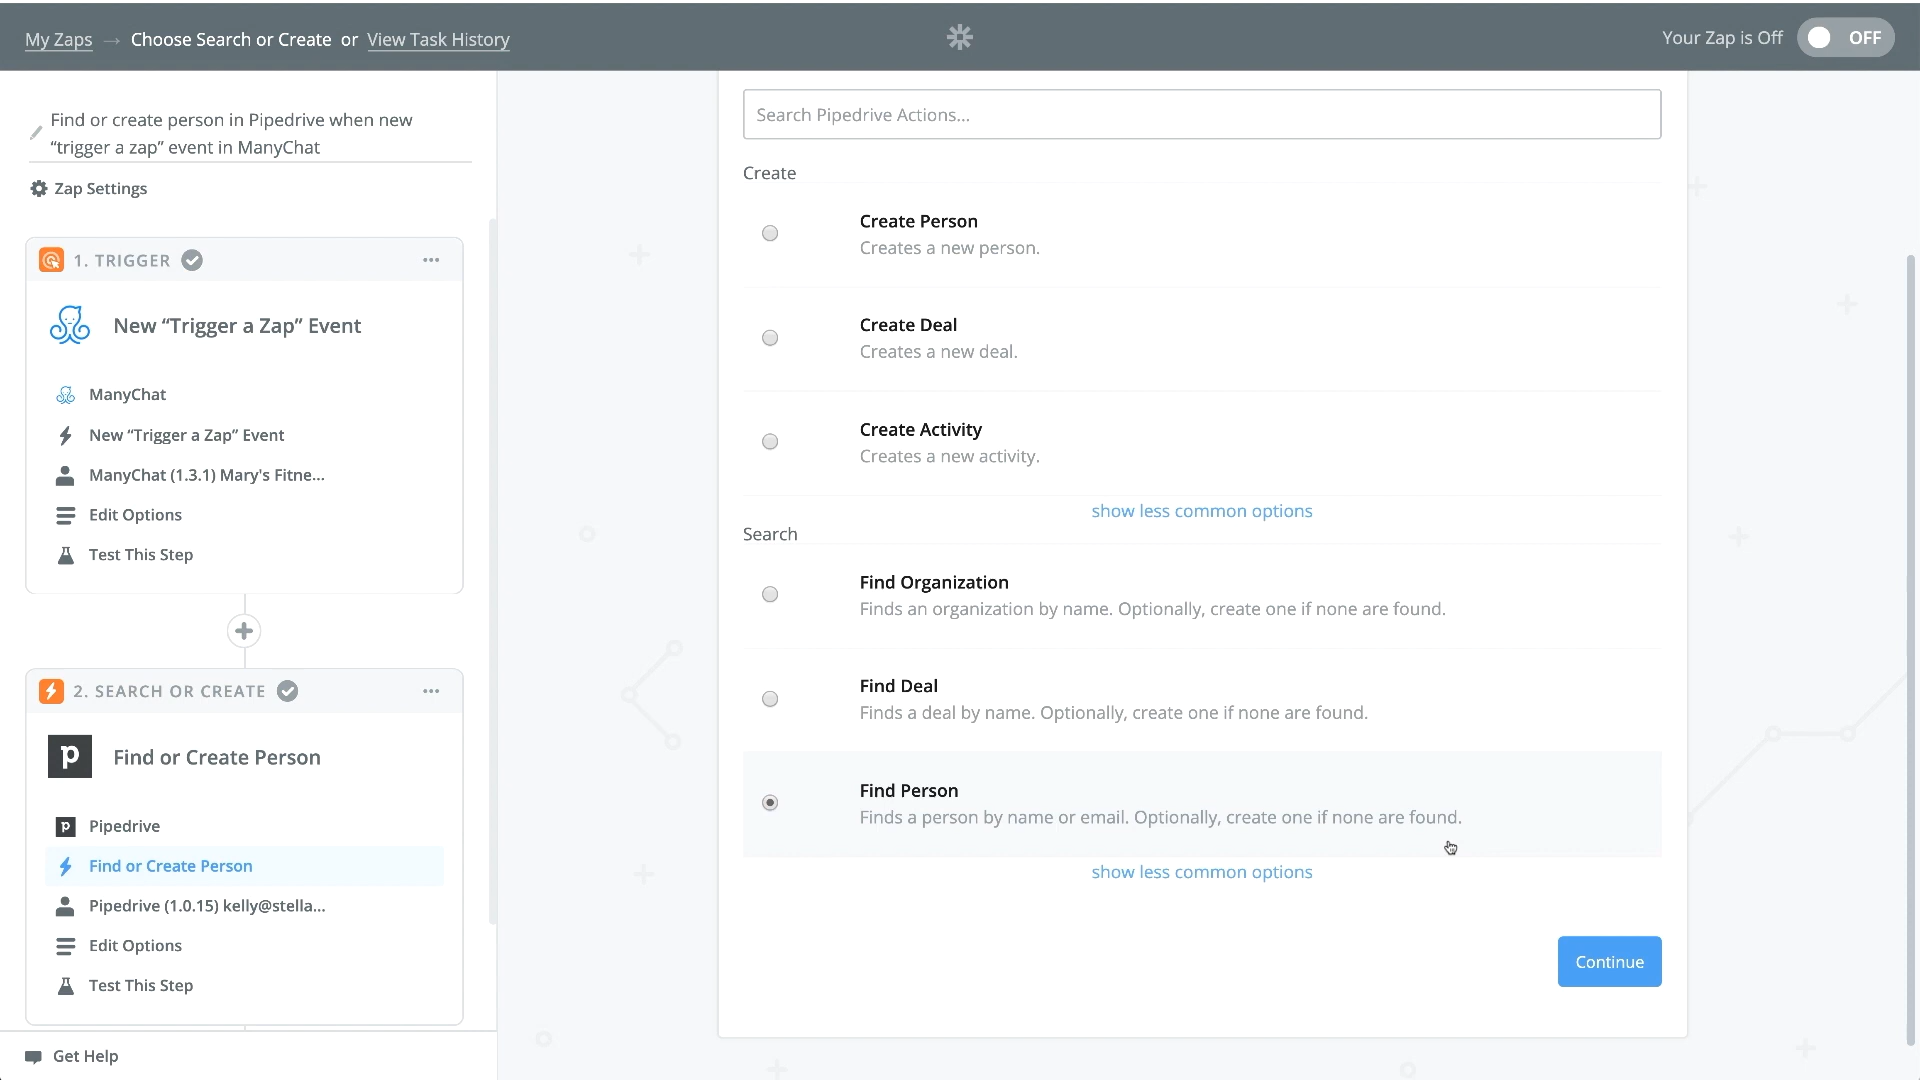 My Zaps → Choose Search or Create or View Task History
Your Zap is Off OFF
Find or create person in Pipedrive when new
“trigger a zap” event in ManyChat
Zap Settings
1. TRIGGER
New “Trigger a Zap” Event
ManyChat
New “Trigger a Zap” Event
ManyChat (1.3.1) Mary's Fitne...
Edit Options
Test This Step
2. SEARCH OR CREATE
p Find or Create Person
p Pipedrive
Find or Create Person
Pipedrive (1.0.15) kelly@stella...
Edit Options
Test This Step
Get Help
Search Pipedrive Actions...
Create
Create Person
Creates a new person.
Create Deal
Creates a new deal.
Create Activity
Creates a new activity.
show less common options
Search
Find Organization
Finds an organization by name. Optionally, create one if none are found.
Find Deal
Finds a deal by name. Optionally, create one if none are found.
Find Person
Finds a person by name or email. Optionally, create one if none are found.
show less common options
Continue